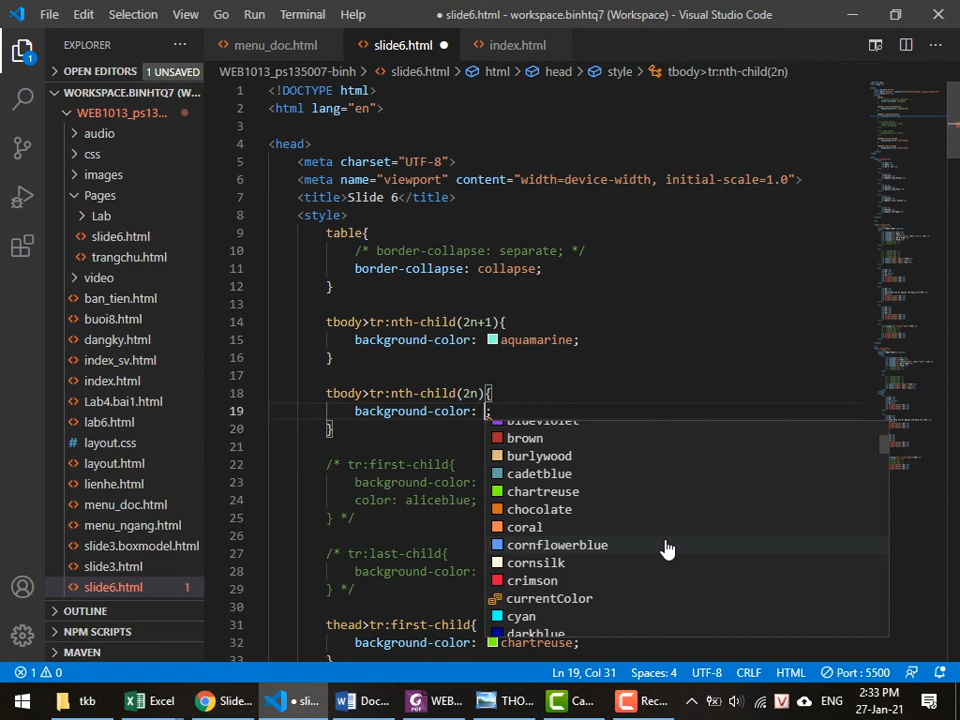 File Edit Selection View Go Run Terminal Help ● slide6.html - workspace.binhtq7 (Workspace) - Visual Studio Code
EXPLORER
menu_doc.html slide6.html ● index.html
OPEN EDITORS 1 UNSAVED
WEB1013_ps135007-binh > slide6.html > html > head > style > tbody>tr:nth-child(2n)
WORKSPACE.BINHTQ7 (W...
WEB1013_ps13...
audio
css
images
Pages
Lab
slide6.html
trangchu.html
video
ban_tien.html
buoi8.html
dangky.html
index_sv.html
index.html
Lab4.bai1.html
lab6.html
layout.css
layout.html
lienhe.html
menu_doc.html
menu_ngang.html
slide3.boxmodel.html
slide3.html
slide6.html 1
OUTLINE
NPM SCRIPTS
MAVEN
1 <!DOCTYPE html>
2 <html lang="en">
3
4 <head>
5 <meta charset="UTF-8">
6 <meta name="viewport" content="width=device-width, initial-scale=1.0">
7 <title>Slide 6</title>
8 <style>
9 table{
10 /* border-collapse: separate; */
11 border-collapse: collapse;
12 }
13
14 tbody>tr:nth-child(2n+1){
15 background-color: aquamarine;
16 }
17
18 tbody>tr:nth-child(2n){
19 background-color: ;
20 }
21
22 /* tr:first-child{
23 background-color:
24 color: aliceblue;
25 } */
26
27 /* tr:last-child{
28 background-color:
29 } */
30
31 thead>tr:first-child{
32 background-color: chartreuse;
33 }
blueviolet
brown
burlywood
cadetblue
chartreuse
chocolate
coral
cornflowerblue
cornsilk
crimson
currentColor
cyan
darkblue
1 0 Ln 19, Col 31 Spaces: 4 UTF-8 CRLF HTML Port : 5500
tkb Excel Slide... sli... Doc... WEB... THO... Ca... Rec... ENG 2:33 PM
27-Jan-21